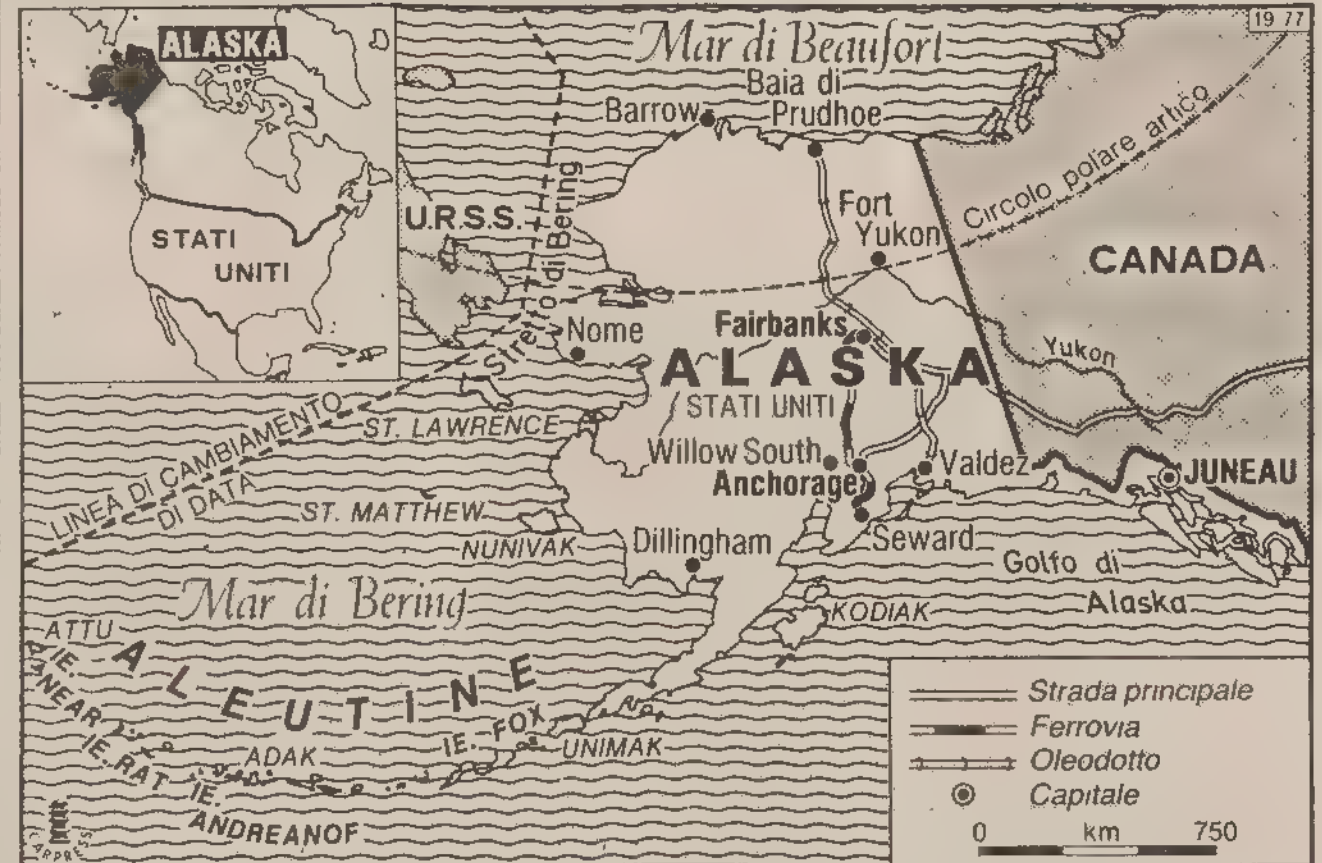 ALASKA
STATI
UNITI
19 77
Mar di Beaufort
Baia di
Prudhoe
Barrow
U.R.S.S.
Stretto di Bering
Fort
Yukon
Circolo polare artico
CANADA
Nome
Fairbanks
Yukon
ALASKA
STATI UNITI
LINEA DI CAMBIAMENTO
DI DATA
ST. LAWRENCE
Willow South
Anchorage
Valdez
JUNEAU
ST. MATTHEW
NUNIVAK
Dillingham
Seward
Golfo di
Alaska
Mar di Bering
KODIAK
ATTU
ALEUTINE
IE.
NEAR
IE. RAT
ADAK
IE. FOX
UNIMAK
IE.
ANDREANOF
Strada principale
Ferrovia
Oleodotto
Capitale
0 km 750